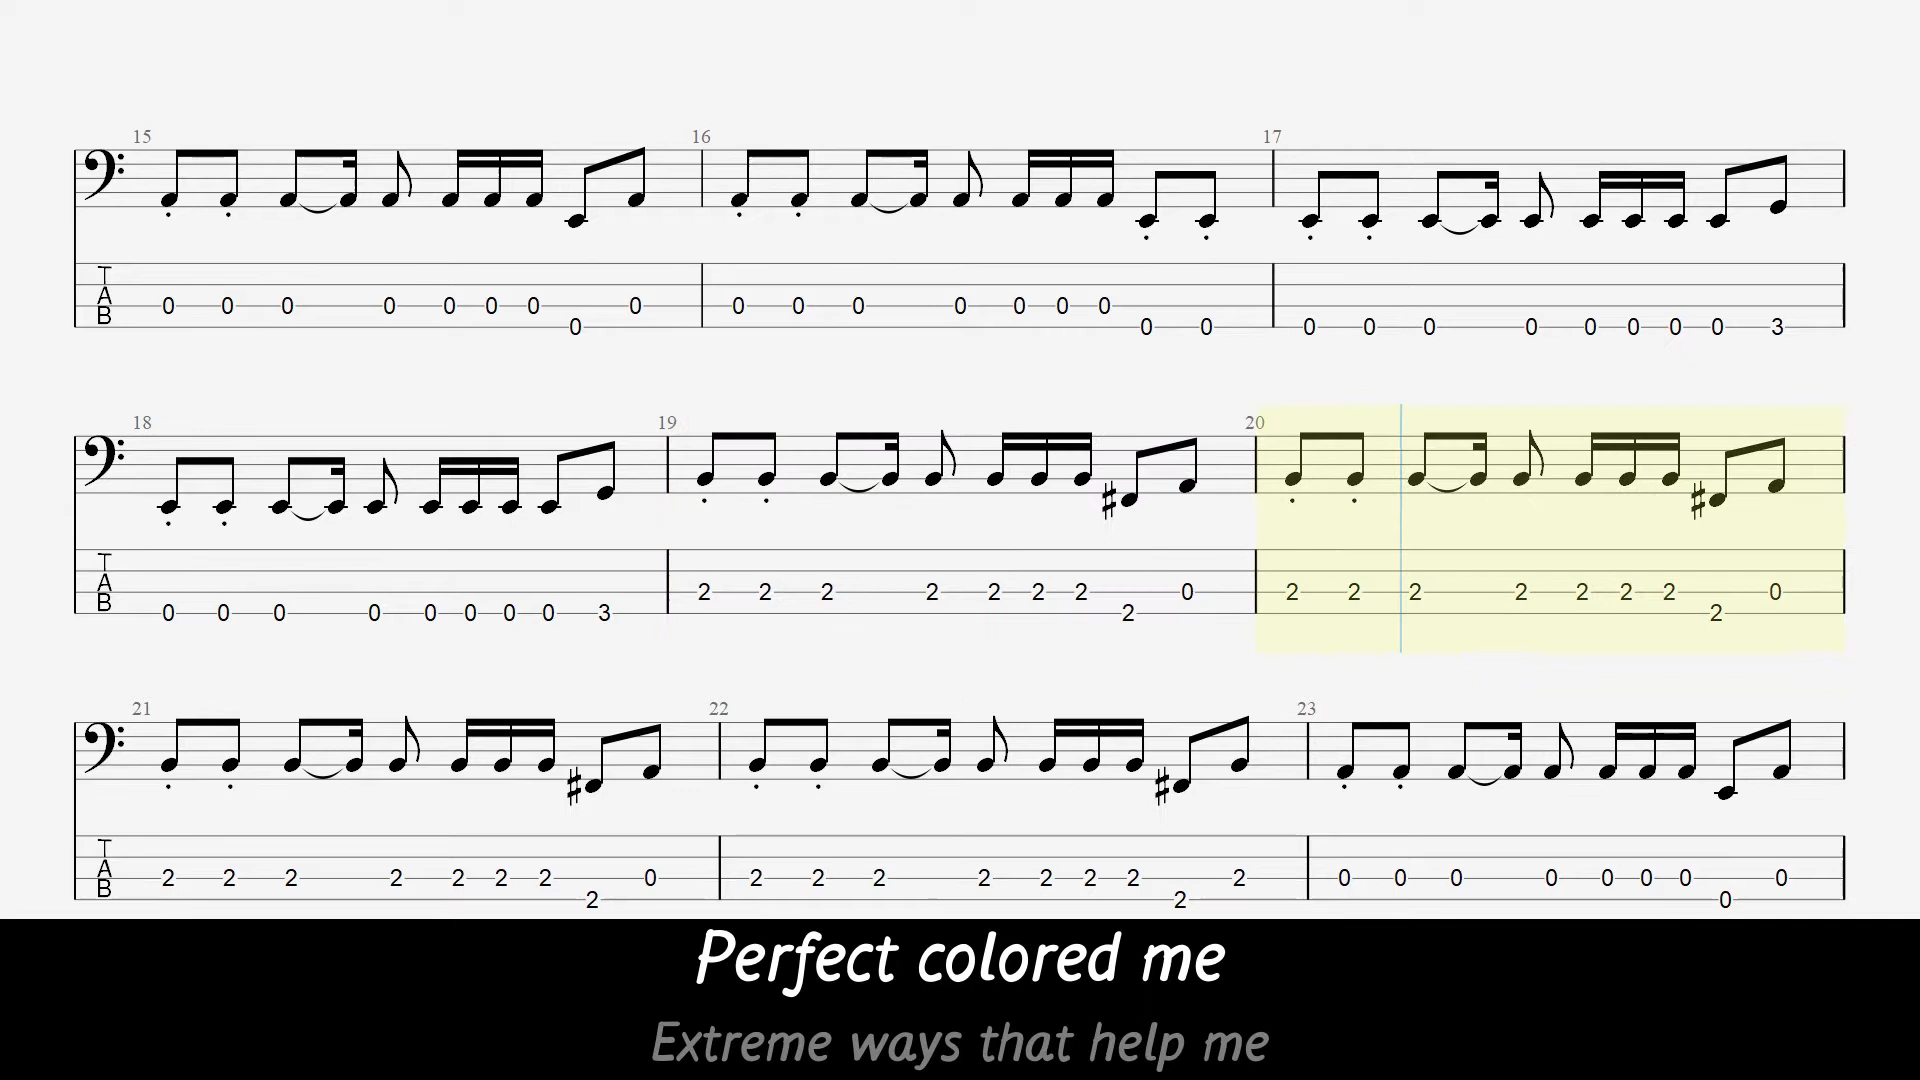 15 16 17
T
A
B
0 0 0 0 0 0 0 0 0 0 0 0 0 0 0 0 0 0 0 0 0 0 0 0 0 0 3
18 19 20
T
A
B
0 0 0 0 0 0 0 0 3 2 2 2 2 2 2 2 2 0 2 2 2 2 2 2 2 2 0
21 22 23
T
A
B
2 2 2 2 2 2 2 2 0 2 2 2 2 2 2 2 2 2 0 0 0 0 0 0 0 0 0
Perfect colored me
Extreme ways that help me